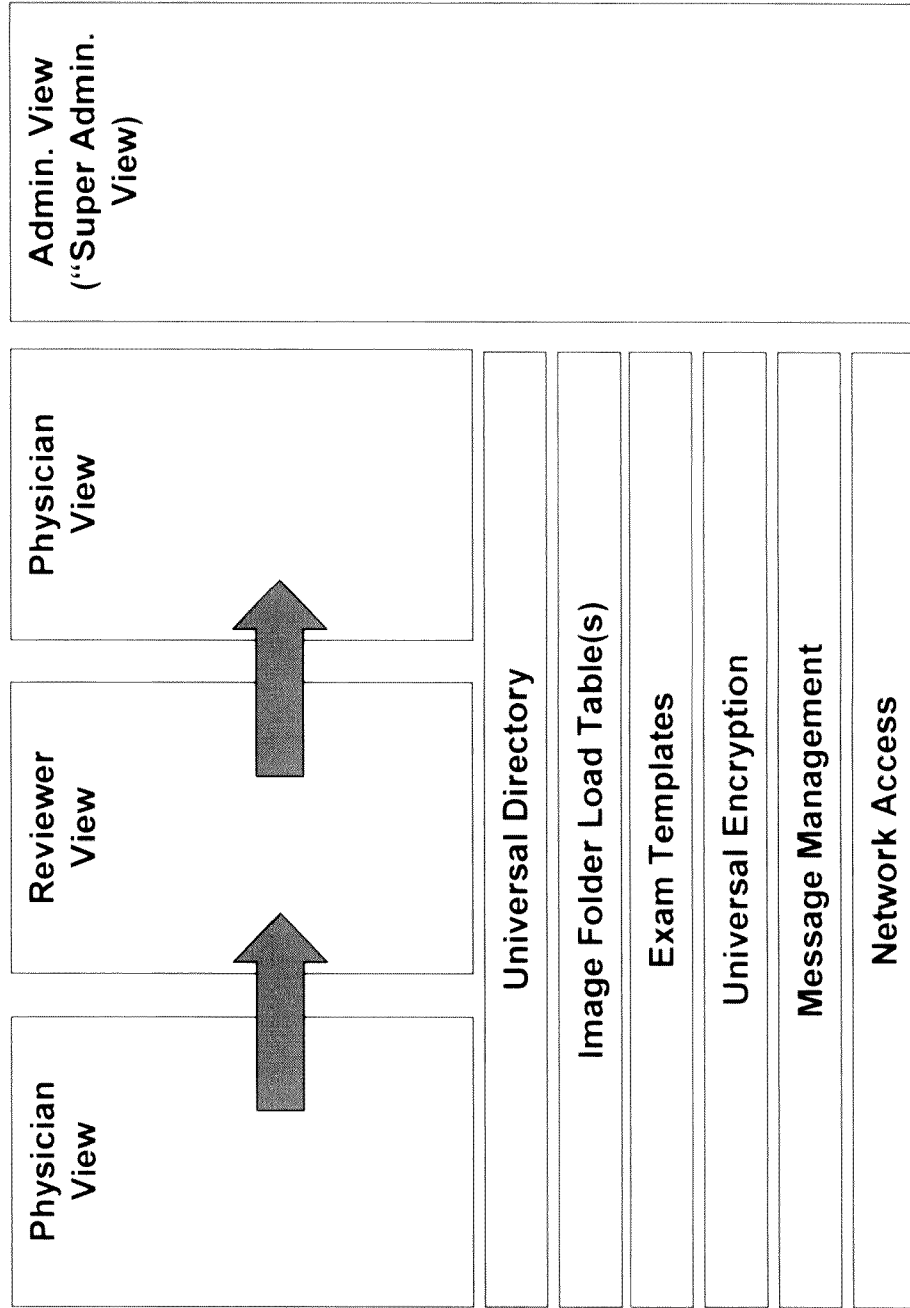 Physician
View
Reviewer
View
Physician
View
Admin. View
(“Super Admin.
View)
Universal Directory
Image Folder Load Table(s)
Exam Templates
Universal Encryption
Message Management
Network Access